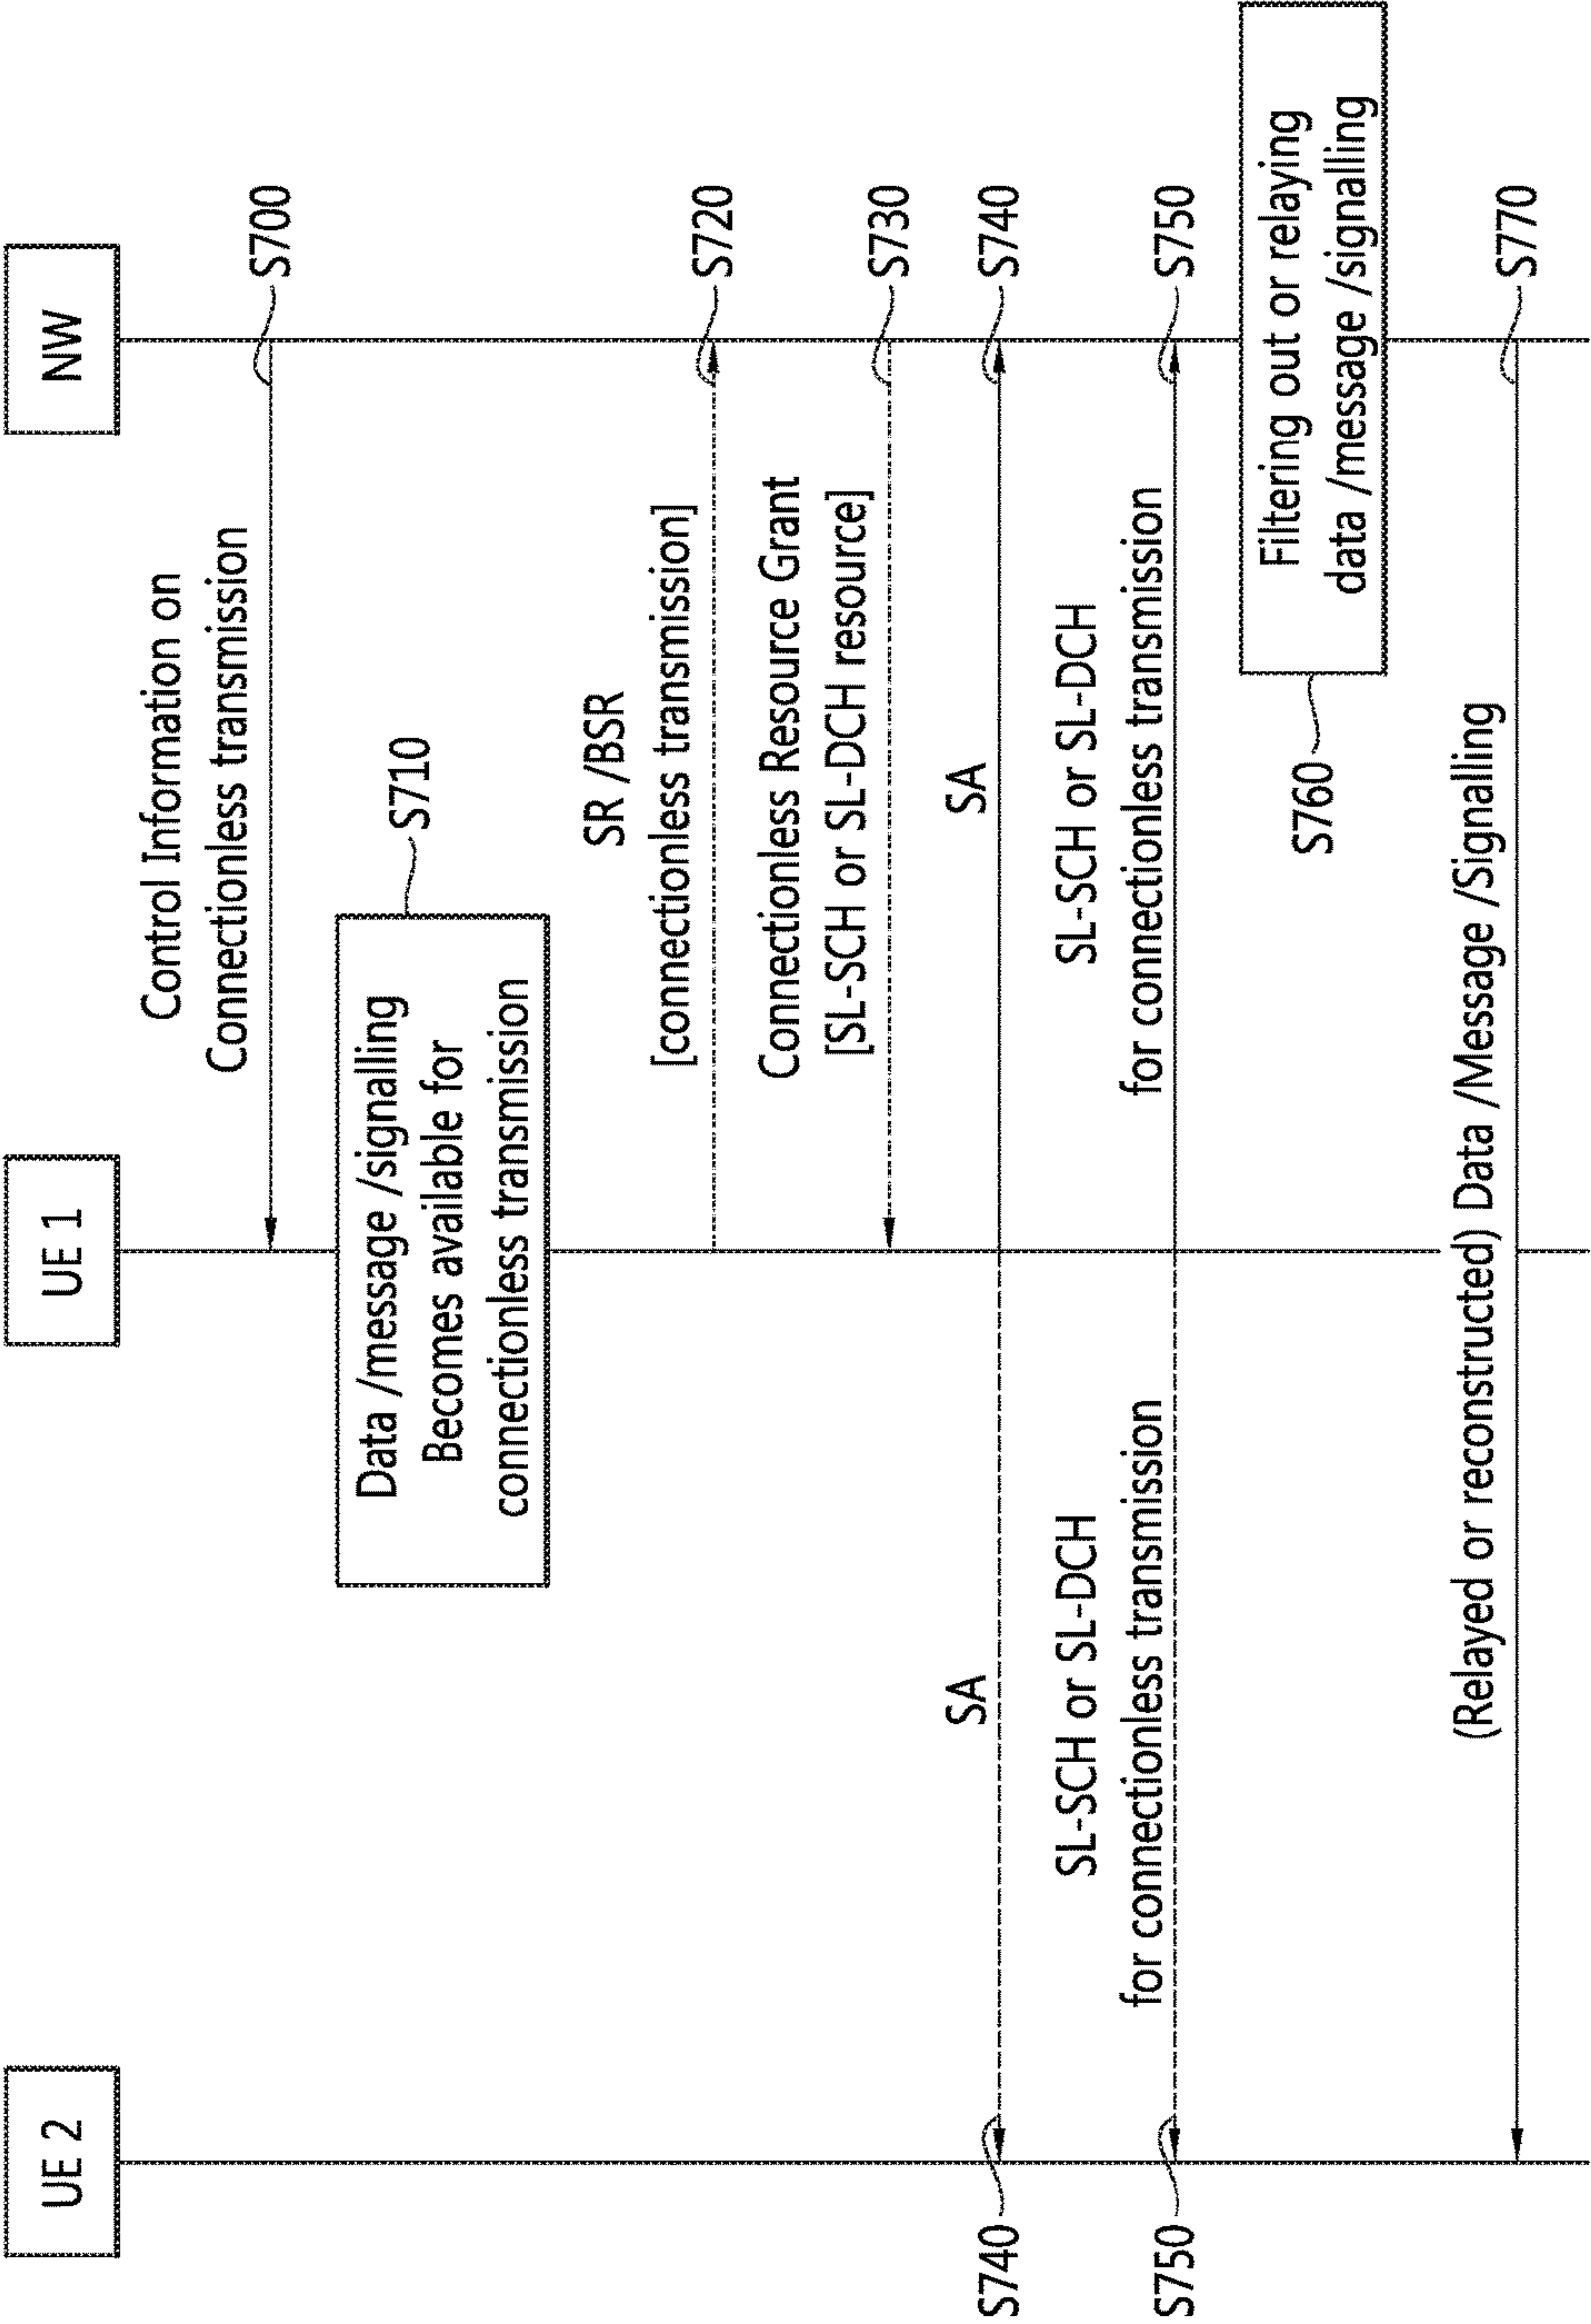 UE 2
UE 1
NW
Control Information on
Connectionless transmission
S700
Data /message /signalling
Becomes available for
connectionless transmission
S710
SR /BSR
[connectionless transmission]
S720
Connectionless Resource Grant
[SL-SCH or SL-DCH resource]
S730
S740
SA
SA
S740
S750
SL-SCH or SL-DCH
for connectionless transmission
SL-SCH or SL-DCH
for connectionless transmission
S750
Filtering out or relaying
data /message /signalling
S760
(Relayed or reconstructed) Data /Message /Signalling
S770